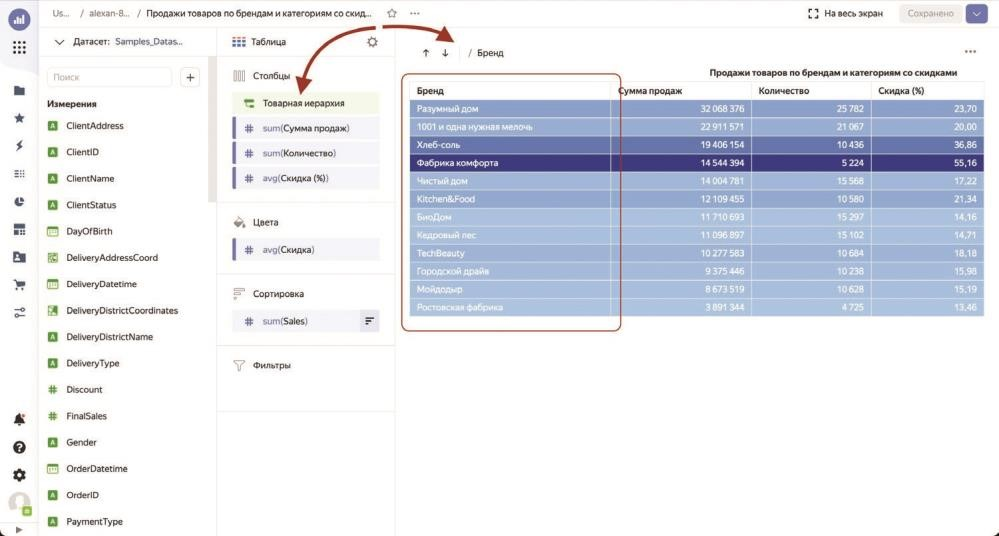 Us... / alexan-8... / Продажи товаров по брендам и категориям со скид... ☆ ···
На весь экран
Сохранено
Датасет: Samples_Datas...
Поиск
+
Измерения
A ClientAddress
A ClientID
A ClientName
A ClientStatus
DayOfBirth
DeliveryAddressCoord
DeliveryDatetime
DeliveryDistrictCoordinates
A DeliveryDistrictName
A DeliveryType
# Discount
# FinalSales
A Gender
OrderDatetime
A OrderID
A PaymentType
Таблица
Столбцы
Товарная иерархия
# sum(Сумма продаж)
# sum(Количество)
# avg(Скидка (%))
Цвета
# avg(Скидка)
Сортировка
# sum(Sales)
Фильтры
↑ ↓ / Бренд
Продажи товаров по брендам и категориям со скидками
Бренд Сумма продаж Количество Скидка (%)
Разумный дом 32 068 376 25 782 23,70
1001 и одна нужная мелочь 22 911 571 21 067 20,00
Хлеб-соль 19 406 154 10 436 36,86
Фабрика комфорта 14 544 394 5 224 55,16
Чистый дом 14 004 781 15 568 17,22
Kitchen&Food 12 109 455 10 580 21,34
БиоДом 11 710 693 15 297 14,16
Кедровый лес 11 096 897 15 102 14,71
TechBeauty 10 277 583 10 684 18,18
Городской драйв 9 375 446 10 238 15,98
Мойдодыр 8 673 519 10 628 15,19
Ростовская фабрика 3 891 344 4 725 13,46